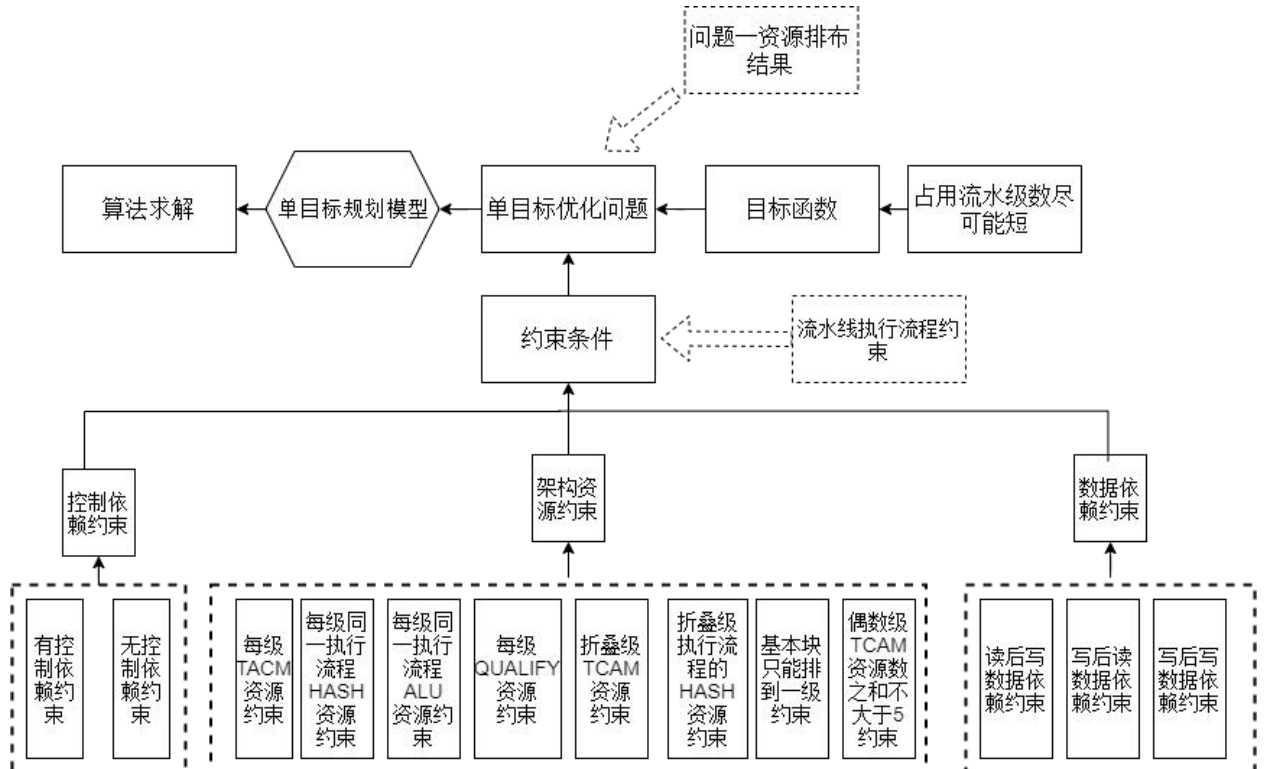 问题一资源排布
结果
算法求解
单目标规划模型
单目标优化问题
目标函数
占用流水级数尽
可能短
约束条件
流水线执行流程约
束
控制依
赖约束
架构资
源约束
数据依
赖约束
有控
制依
赖约
束
无控
制依
赖约
束
每级
TACM
资源
约束
每级同
一执行
流程
HASH
资源
约束
每级同
一执行
流程
ALU
资源约
束
每级
QUALIFY
资源
约束
折叠级
TCAM
资源
约束
折叠级
执行流
程的
HASH
资源
约束
基本块
只能排
到一级
约束
偶数级
TCAM
资源数
之和不
大于5
约束
读后写
数据依
赖约束
写后读
数据依
赖约束
写后写
数据依
赖约束